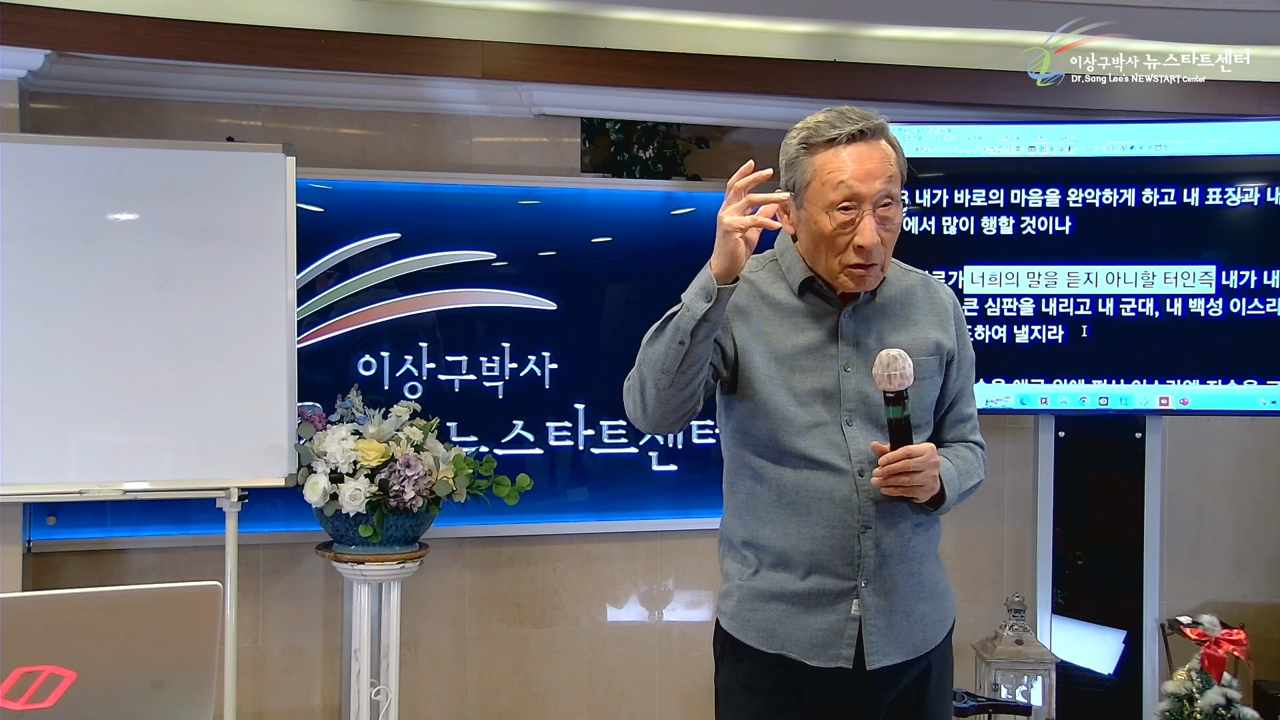 이상구박사 뉴스타트센터
Dr. Sang Lee's NEWSTART Center
내가 바로의 마음을 완악하게 하고 내 표징과 내
에서 많이 행할 것이나
너희의 말을 듣지 아니할 터인즉 내가 내
큰 심판을 내리고 내 군대, 내 백성 이스라
하여 낼지라
이상구박사
뉴스타트센터